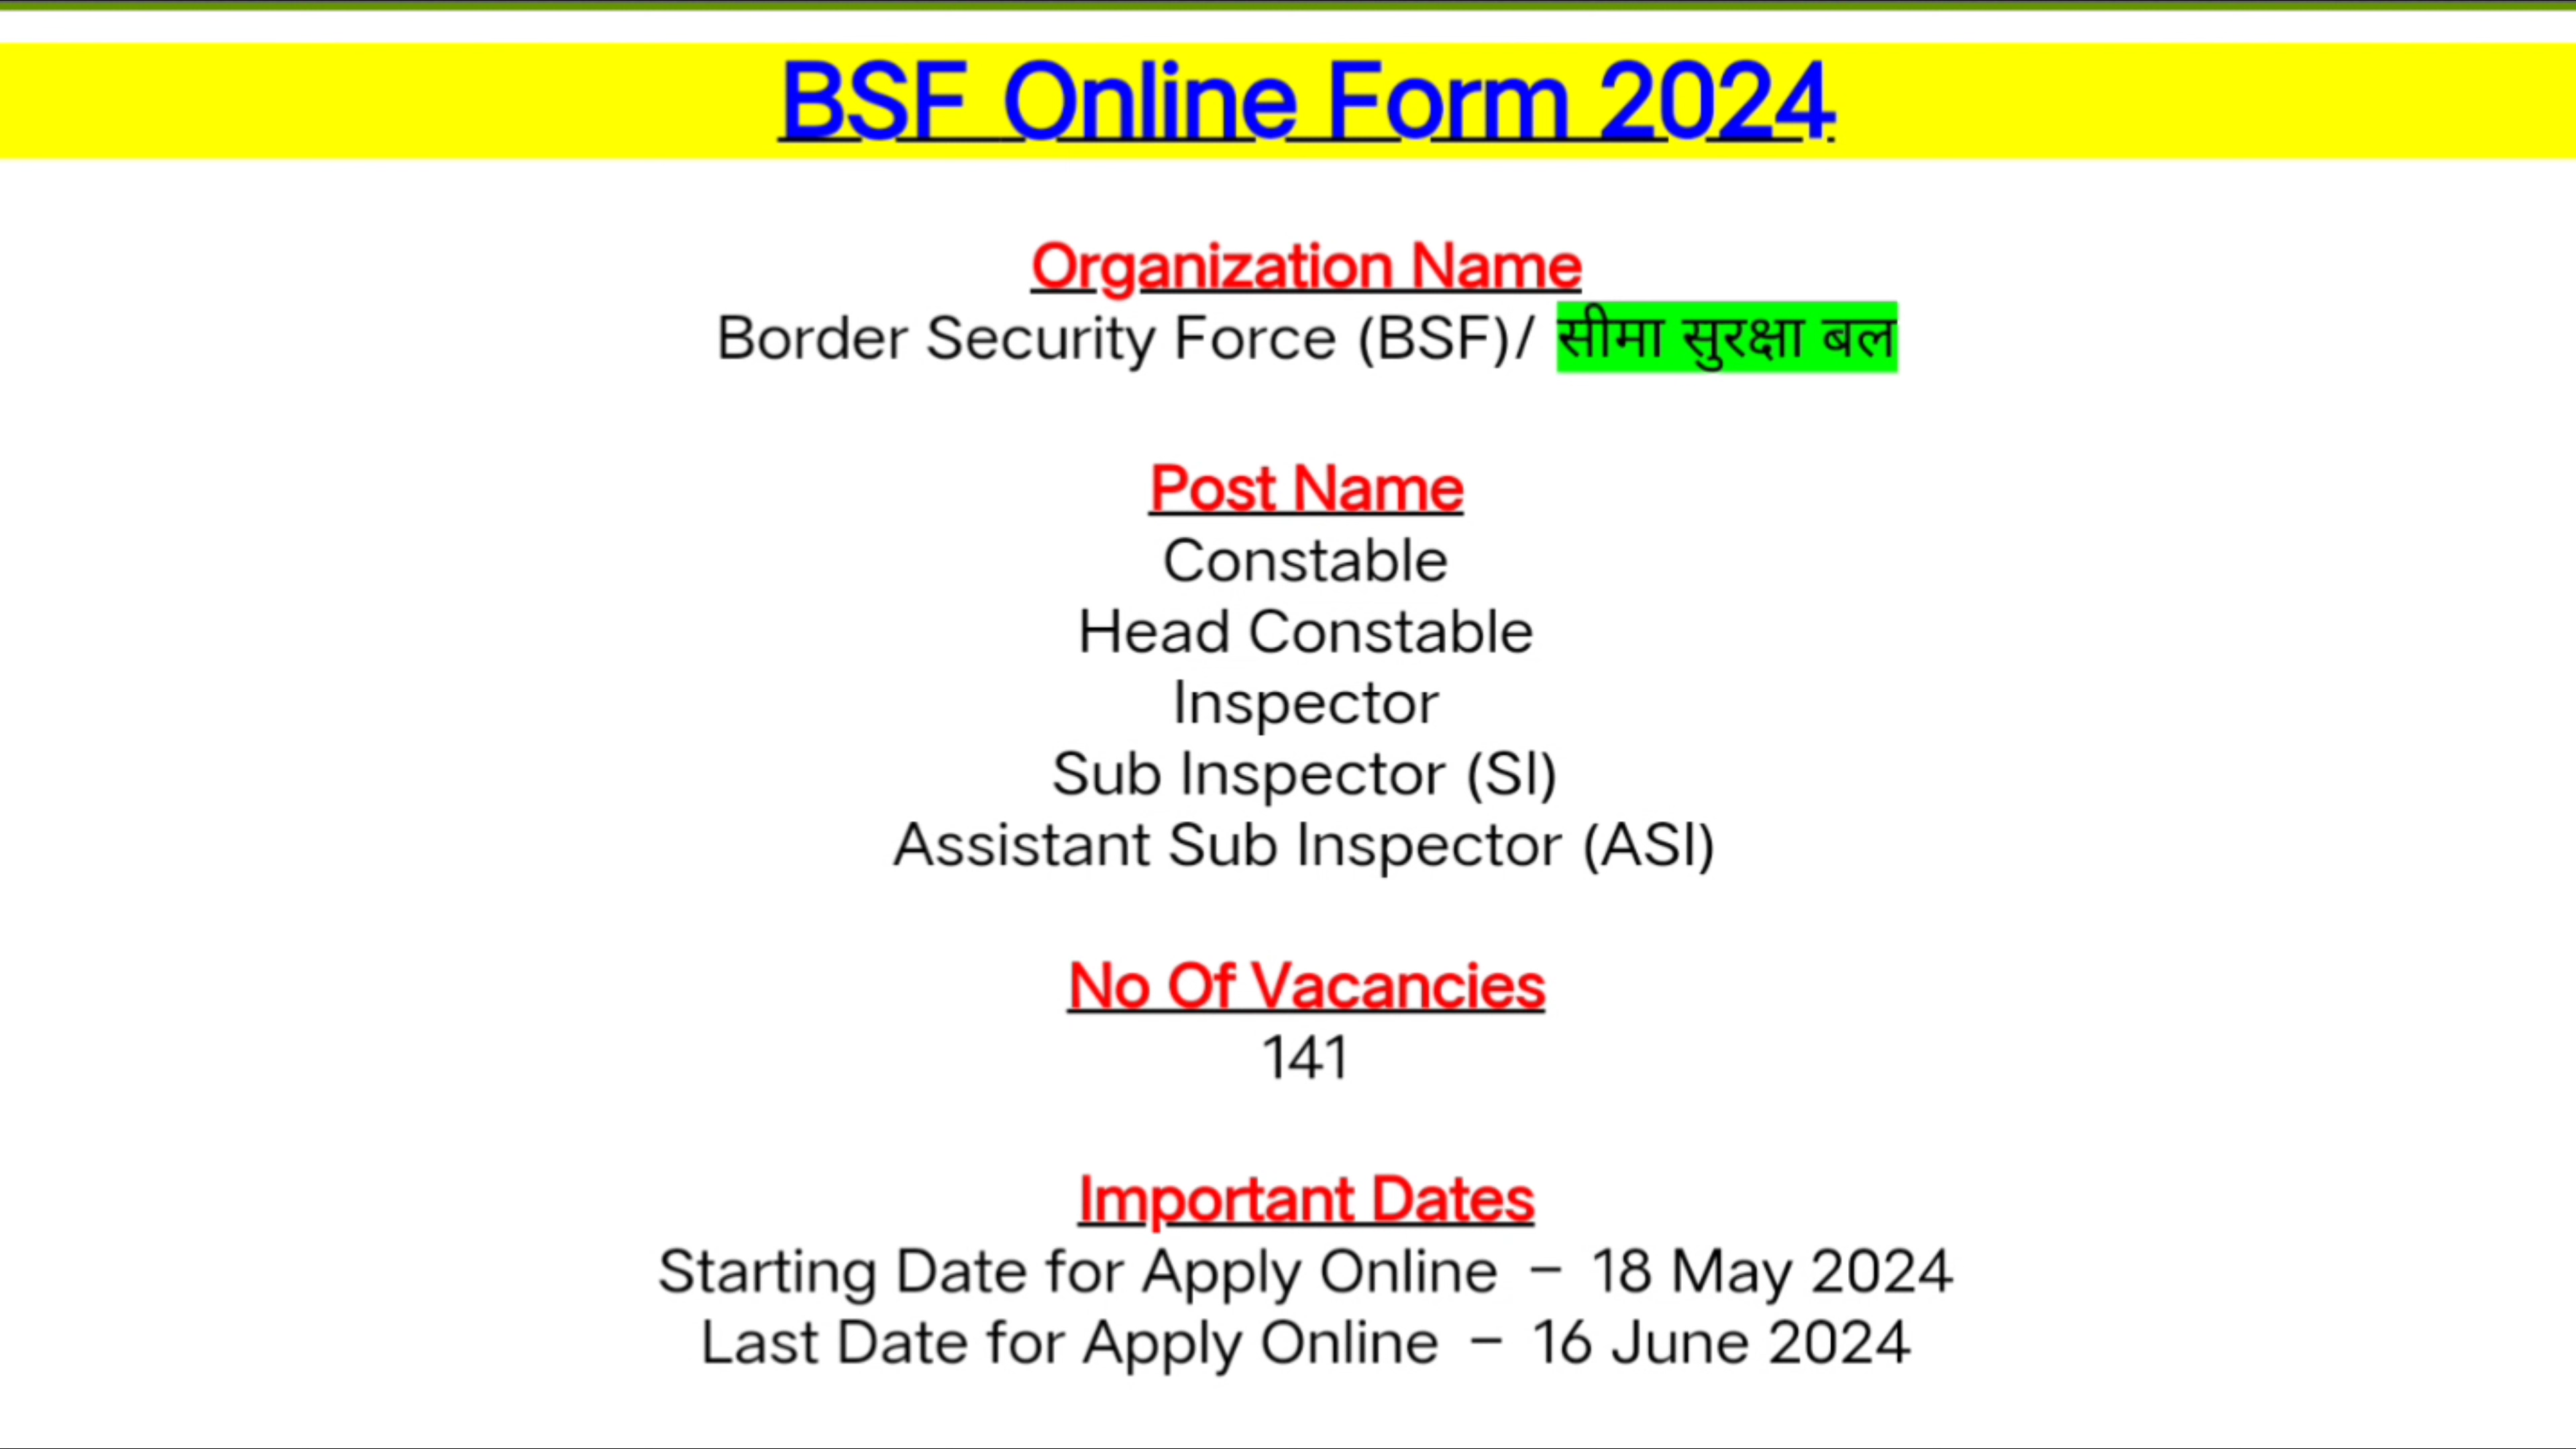 BSF Online Form 2024
Organization Name
Border Security Force (BSF)/ सीमा सुरक्षा बल
Post Name
Constable
Head Constable
Inspector
Sub Inspector (SI)
Assistant Sub Inspector (ASI)
No Of Vacancies
141
Important Dates
Starting Date for Apply Online – 18 May 2024
Last Date for Apply Online – 16 June 2024